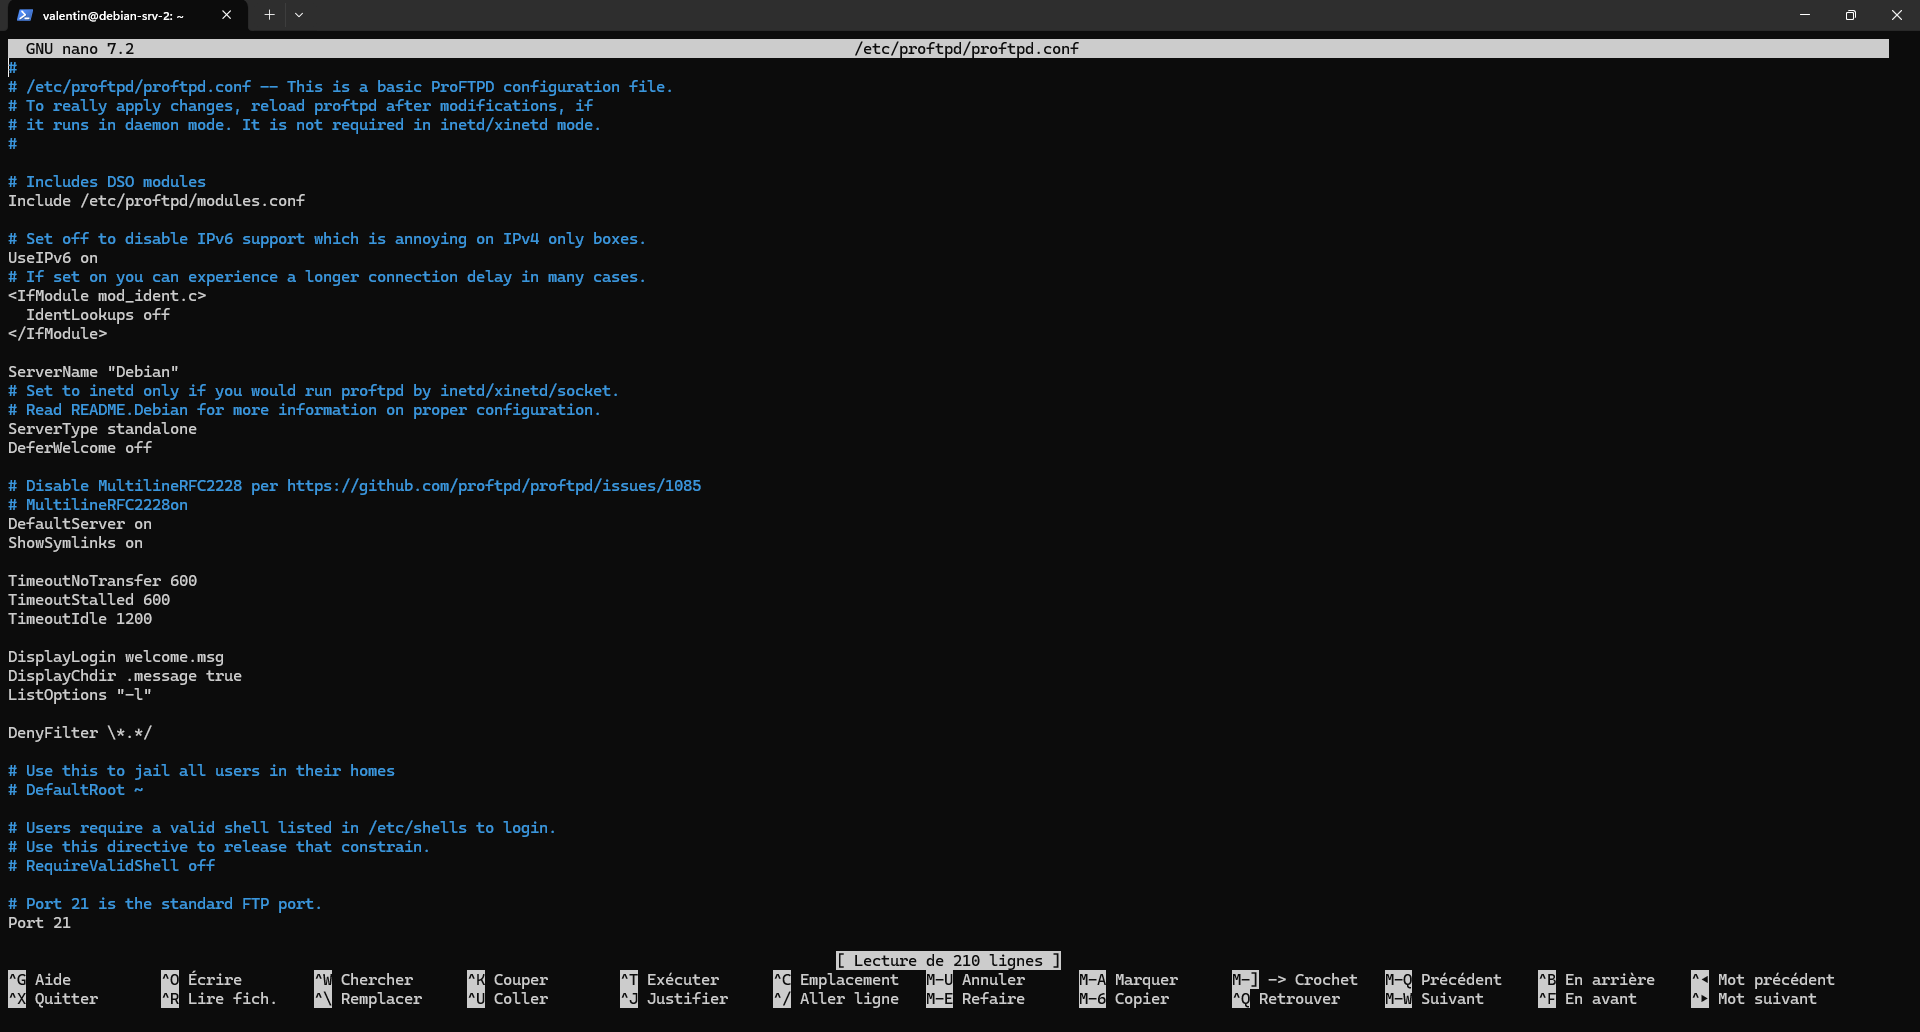 valentin@debian-srv-2: ~
GNU nano 7.2 /etc/proftpd/proftpd.conf
#
# /etc/proftpd/proftpd.conf -- This is a basic ProFTPD configuration file.
# To really apply changes, reload proftpd after modifications, if
# it runs in daemon mode. It is not required in inetd/xinetd mode.
#
# Includes DSO modules
Include /etc/proftpd/modules.conf
# Set off to disable IPv6 support which is annoying on IPv4 only boxes.
UseIPv6 on
# If set on you can experience a longer connection delay in many cases.
<IfModule mod_ident.c>
IdentLookups off
</IfModule>
ServerName "Debian"
# Set to inetd only if you would run proftpd by inetd/xinetd/socket.
# Read README.Debian for more information on proper configuration.
ServerType standalone
DeferWelcome off
# Disable MultilineRFC2228 per https://github.com/proftpd/proftpd/issues/1085
# MultilineRFC2228on
DefaultServer on
ShowSymlinks on
TimeoutNoTransfer 600
TimeoutStalled 600
TimeoutIdle 1200
DisplayLogin welcome.msg
DisplayChdir .message true
ListOptions "-l"
DenyFilter \*.*/
# Use this to jail all users in their homes
# DefaultRoot ~
# Users require a valid shell listed in /etc/shells to login.
# Use this directive to release that constrain.
# RequireValidShell off
# Port 21 is the standard FTP port.
Port 21
[ Lecture de 210 lignes ]
^G Aide ^O Écrire ^W Chercher ^K Couper ^T Exécuter ^C Emplacement M-U Annuler M-A Marquer M-] -> Crochet M-Q Précédent ^B En arrière ^◂ Mot précédent
^X Quitter ^R Lire fich. ^\ Remplacer ^U Coller ^J Justifier ^/ Aller ligne M-E Refaire M-6 Copier ^Q Retrouver M-W Suivant ^F En avant ^▸ Mot suivant